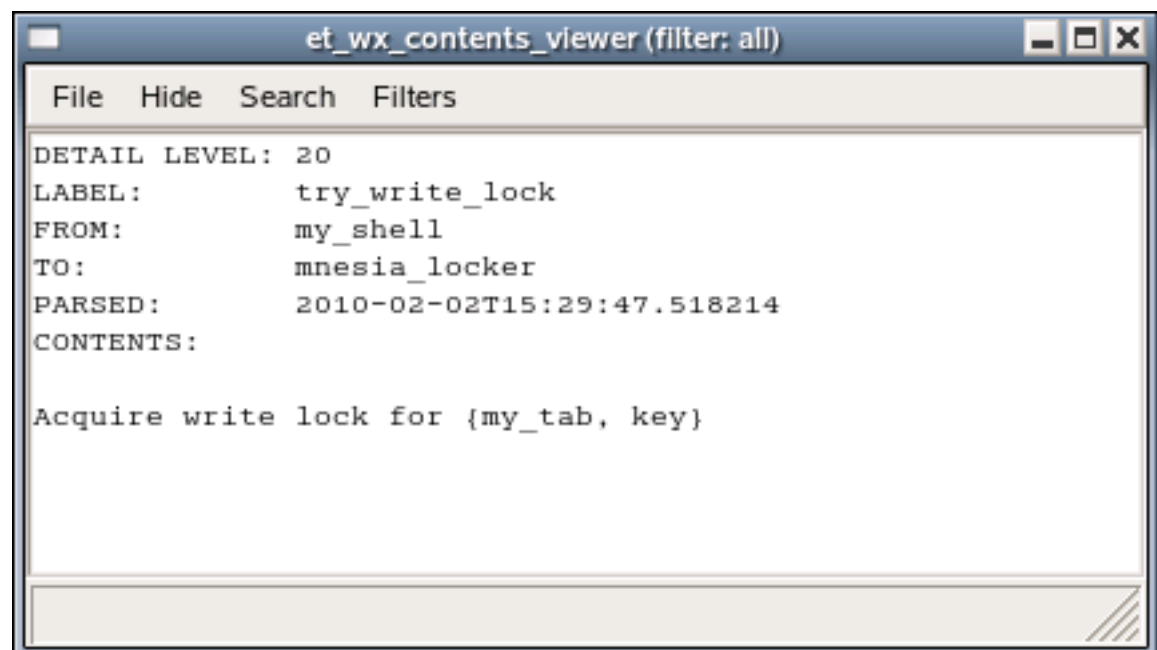 et_wx_contents_viewer (filter: all)
File Hide Search Filters
DETAIL LEVEL: 20
LABEL: try_write_lock
FROM: my_shell
TO: mnesia_locker
PARSED: 2010-02-02T15:29:47.518214
CONTENTS:
Acquire write lock for {my_tab, key}